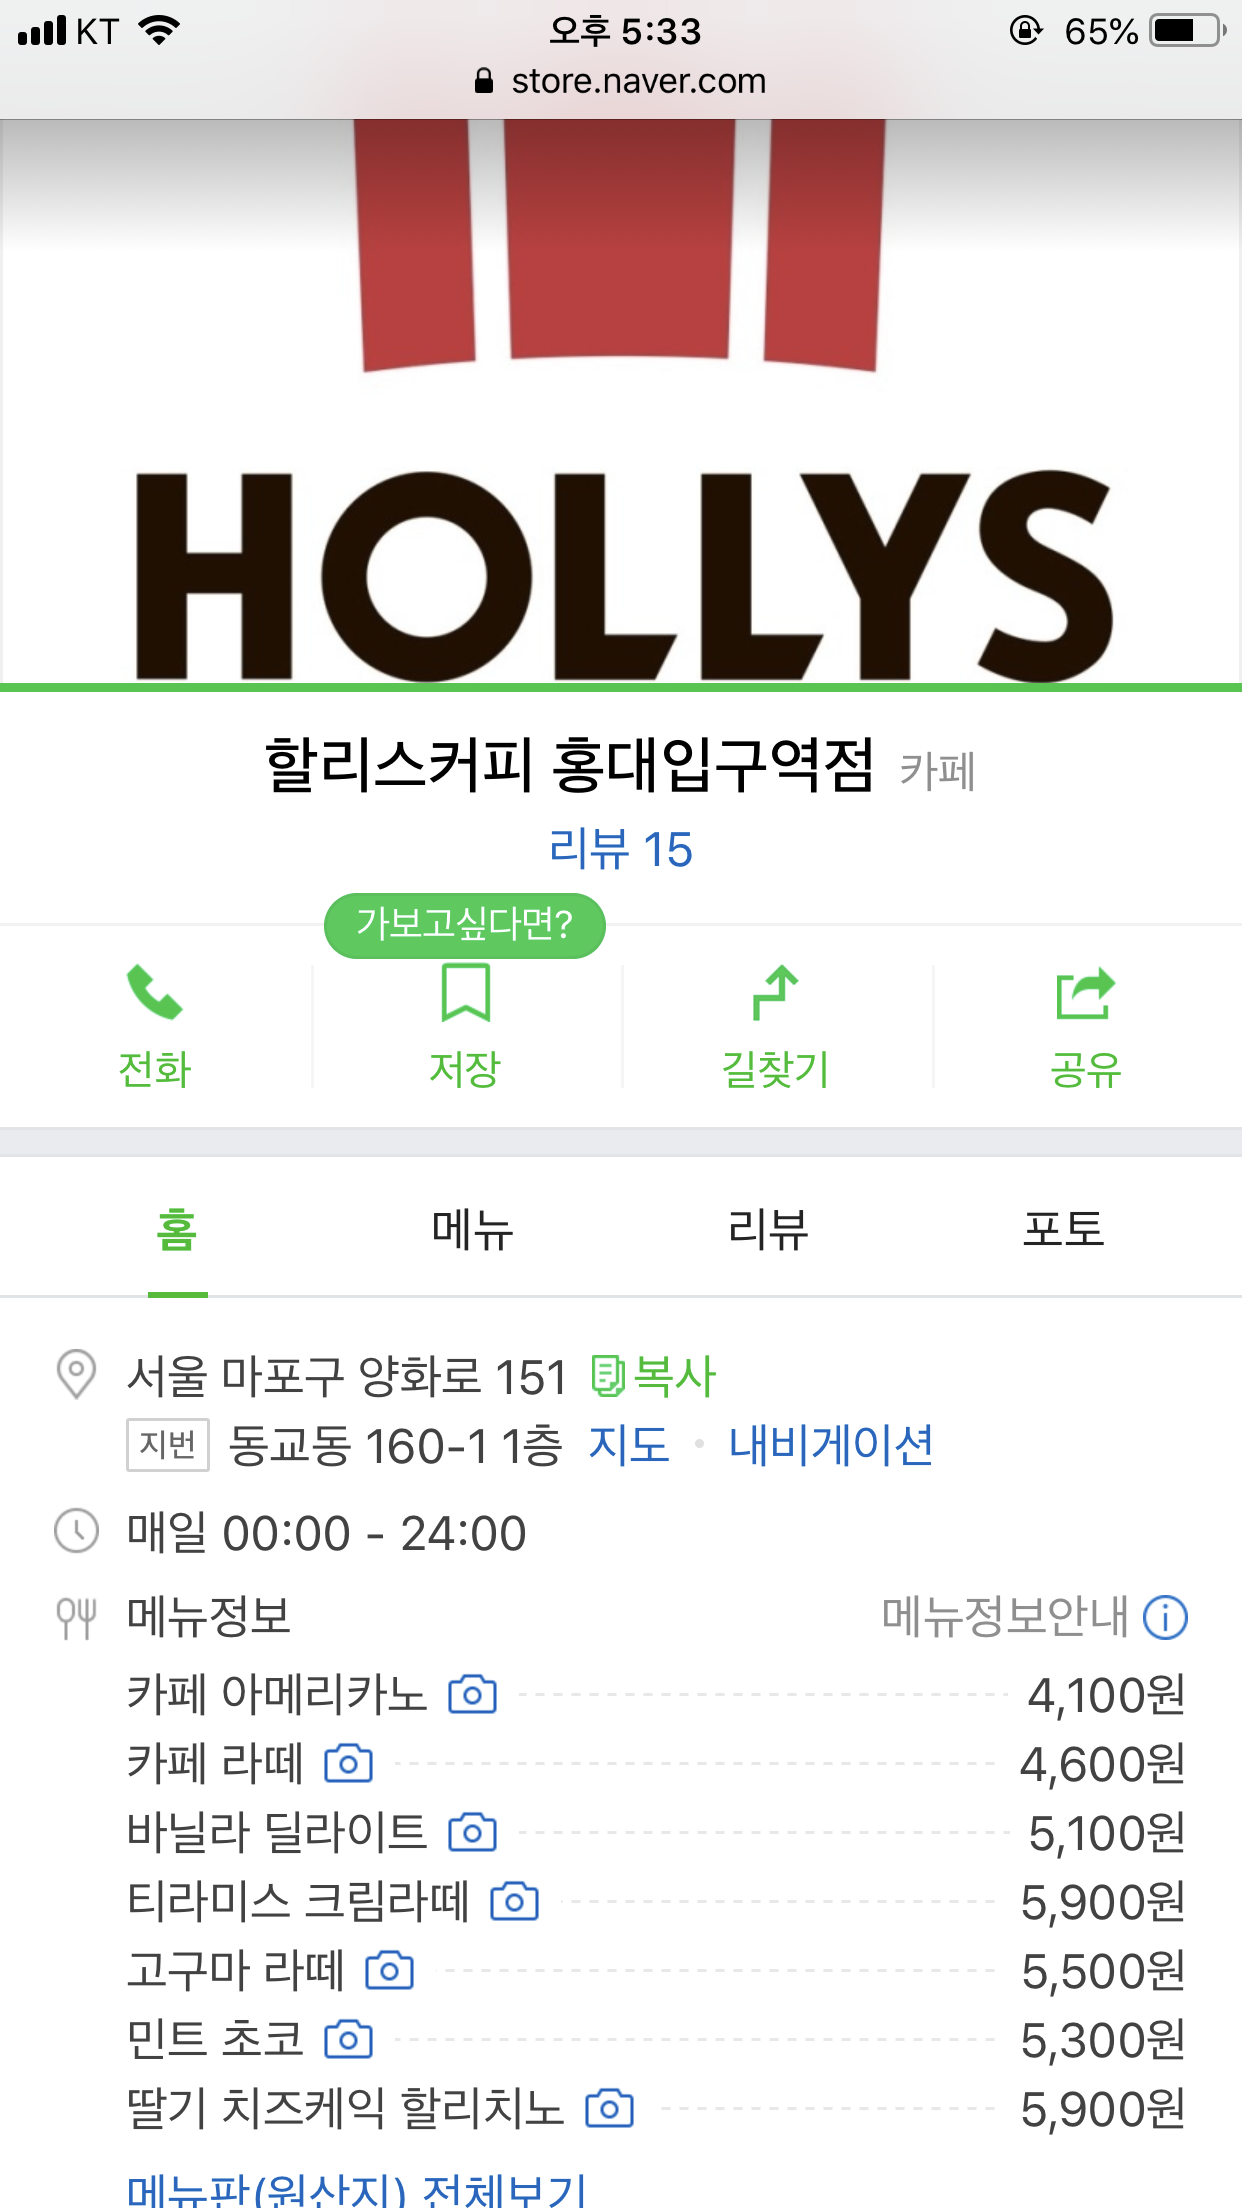 KT 오후 5:33 65%
store.naver.com
HOLLYS
할리스커피 홍대입구역점 카페
리뷰 15
가보고싶다면?
전화 저장 길찾기 공유
홈 메뉴 리뷰 포토
서울 마포구 양화로 151 복사
지번 동교동 160-1 1층 지도 · 내비게이션
매일 00:00 - 24:00
메뉴정보 메뉴정보안내
카페 아메리카노 4,100원
카페 라떼 4,600원
바닐라 딜라이트 5,100원
티라미스 크림라떼 5,900원
고구마 라떼 5,500원
민트 초코 5,300원
딸기 치즈케익 할리치노 5,900원
메뉴판(원산지) 전체보기